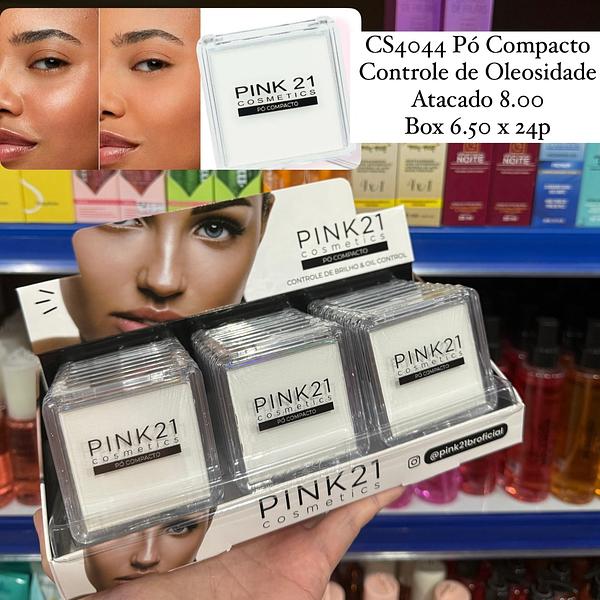 CS4044 Pó Compacto
Controle de Oleosidade
Atacado 8.00
Box 6.50 x 24p
PINK 21
COSMETICS
PÓ COMPACTO
NOITE
4x1
PINK21
cosmetics
PÓ COMPACTO
CONTROLE DE BRILHO & OIL CONTROL
PINK21
cosmetics
PÓ COMPACTO
PINK21
cosmetics
PÓ COMPACTO
PINK21
cosmetics
PÓ COMPACTO
PINK21
cosmetics
@pink21broficial